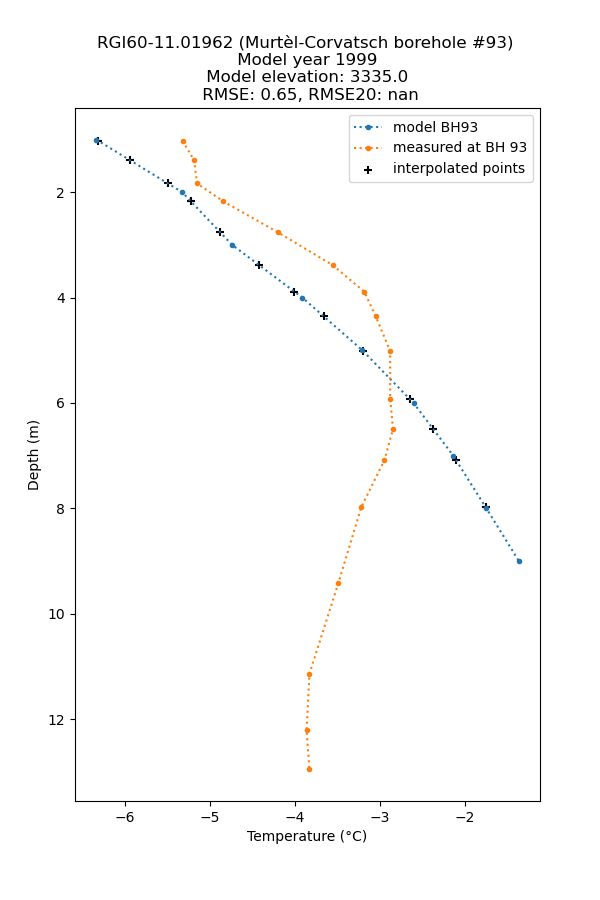 RGI60-11.01962 (Murtèl-Corvatsch borehole #93)
Model year 1999
Model elevation: 3335.0
RMSE: 0.65, RMSE20: nan
model BH93
measured at BH 93
interpolated points
2
4
6
8
10
12
Depth (m)
−6
−5
−4
−3
−2
Temperature (°C)